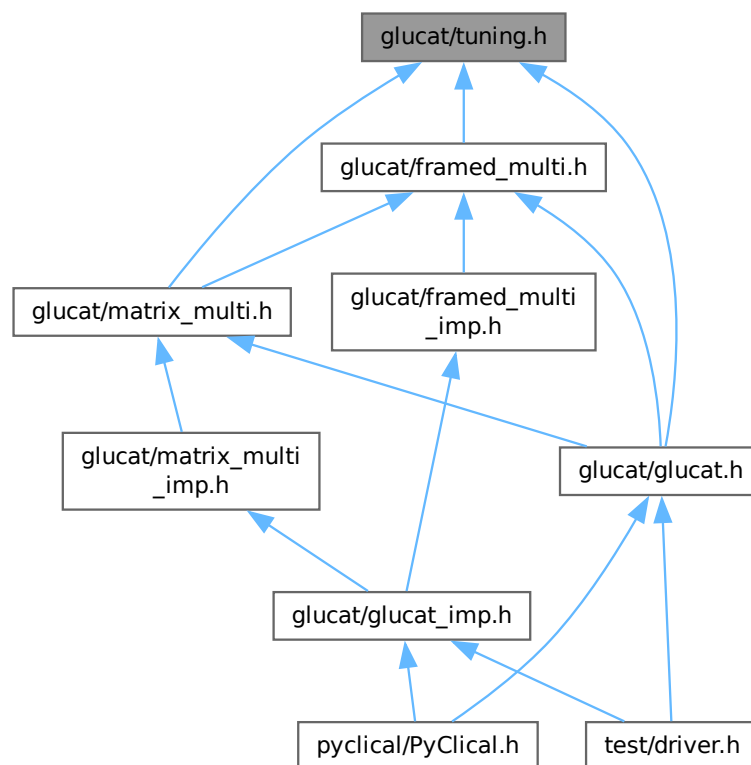 glucat/tuning.h
glucat/framed_multi.h
glucat/matrix_multi.h
glucat/framed_multi
_imp.h
glucat/matrix_multi
_imp.h
glucat/glucat.h
glucat/glucat_imp.h
pyclical/PyClical.h
test/driver.h